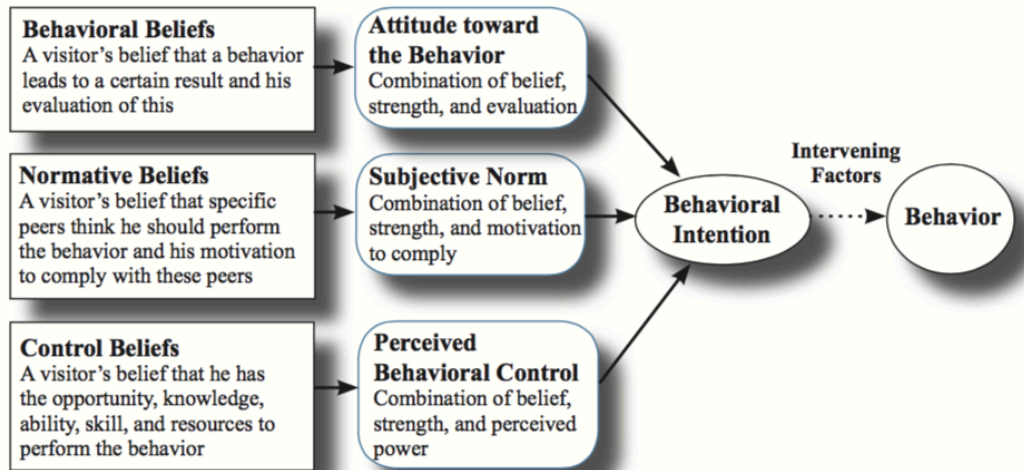 Behavioral Beliefs
A visitor's belief that a behavior
leads to a certain result and his
evaluation of this
Attitude toward
the Behavior
Combination of belief,
strength, and evaluation
Normative Beliefs
A visitor's belief that specific
peers think he should perform
the behavior and his motivation
to comply with these peers
Subjective Norm
Combination of belief,
strength, and motivation
to comply
Control Beliefs
A visitor's belief that he has
the opportunity, knowledge,
ability, skill, and resources to
perform the behavior
Perceived
Behavioral Control
Combination of belief,
strength, and perceived
power
Behavioral
Intention
Intervening
Factors
Behavior